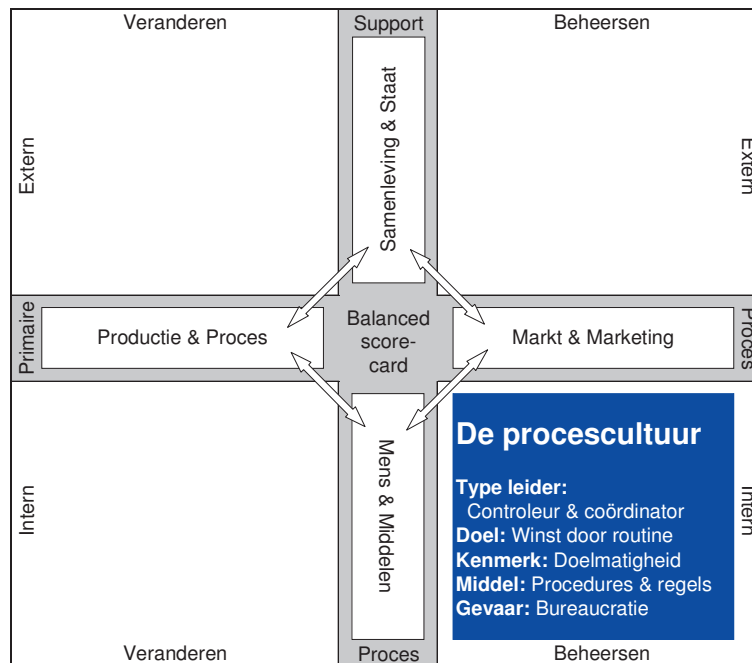 Veranderen
Support
Beheersen
Extern
Samenleving & Staat
Extern
Primaire
Productie & Proces
Balanced
score-
card
Markt & Marketing
Proces
Intern
Mens & Middelen
De procescultuur
Type leider:
Controleur & coördinator
Doel: Winst door routine
Kenmerk: Doelmatigheid
Middel: Procedures & regels
Gevaar: Bureaucratie
Intern
Veranderen
Proces
Beheersen